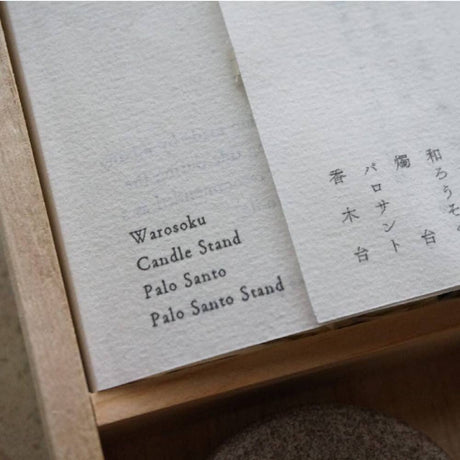 Warosoku
Candle Stand
Palo Santo
Palo Santo Stand
和ろうそ
燭台
パロサント
香木台